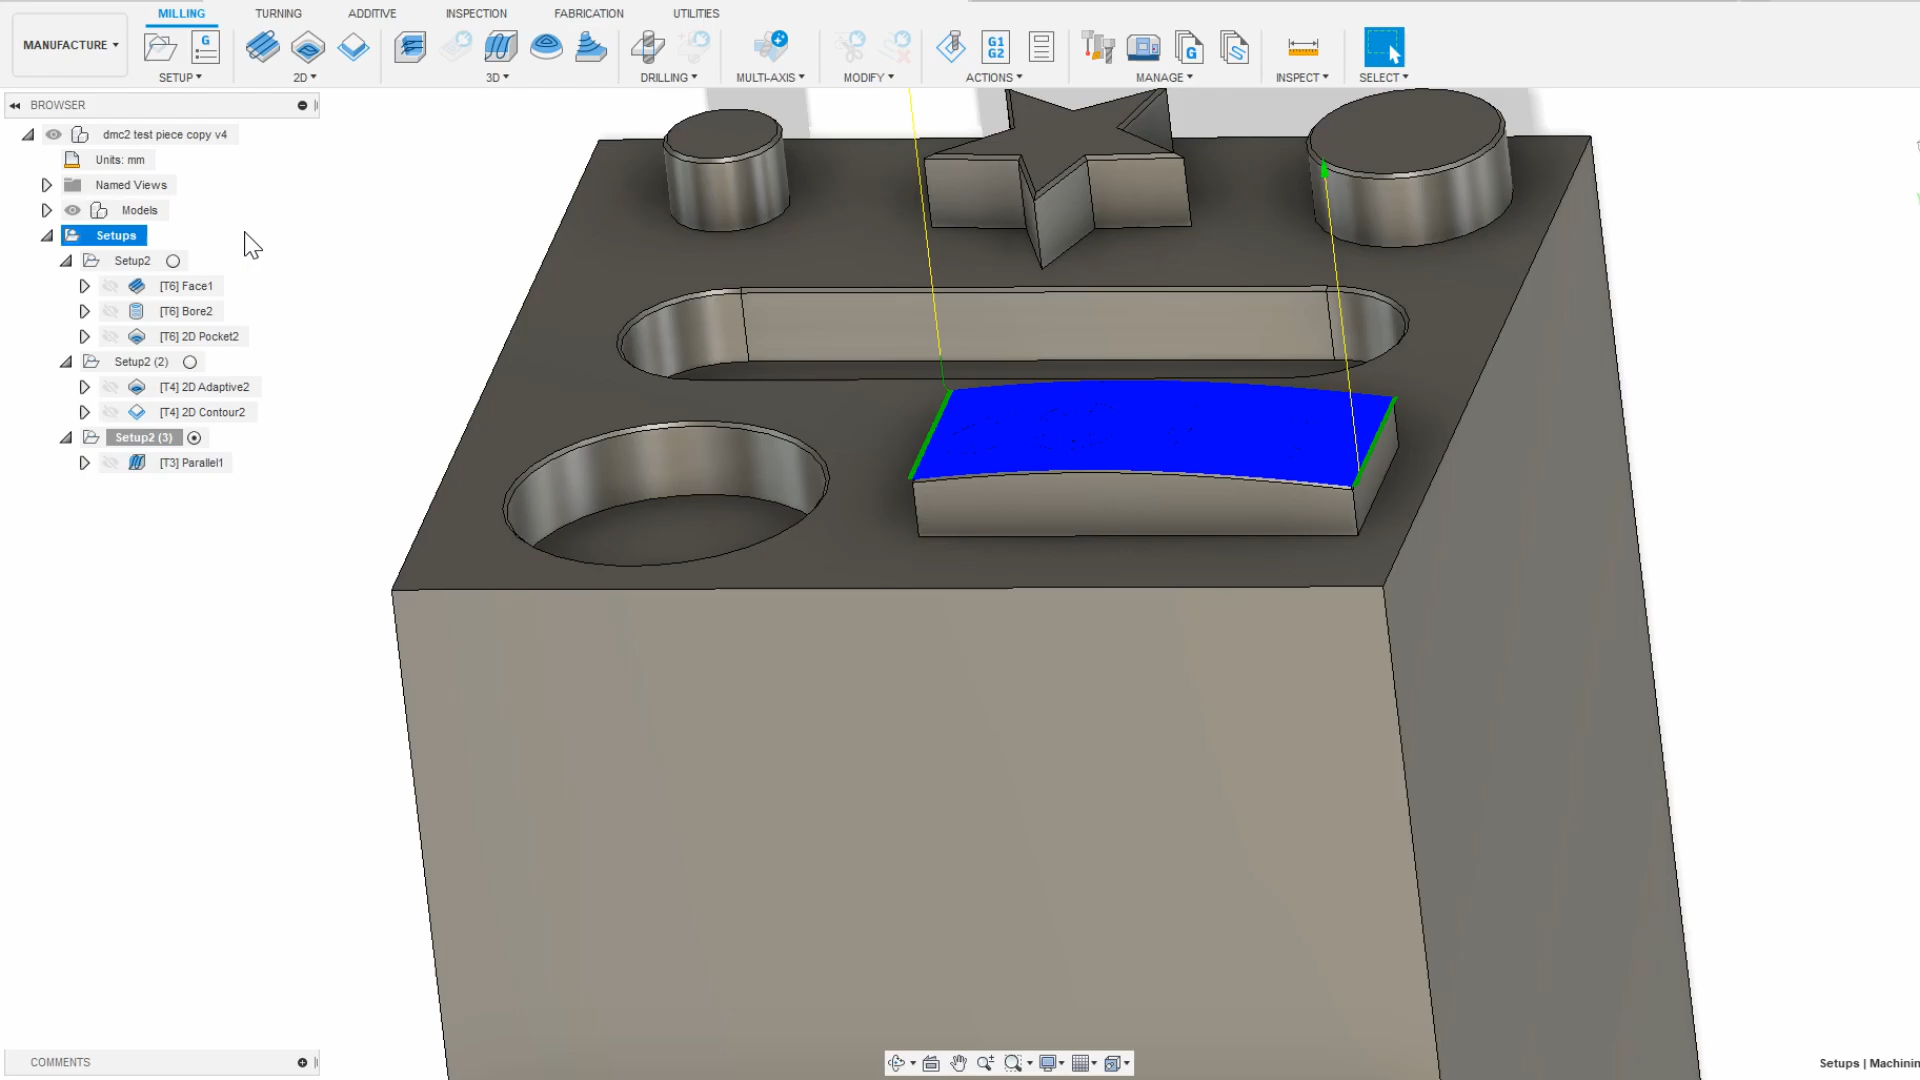 MILLING TURNING ADDITIVE INSPECTION FABRICATION UTILITIES
MANUFACTURE
G G1 G2 G
SETUP 2D 3D DRILLING MULTI-AXIS MODIFY ACTIONS MANAGE INSPECT SELECT
BROWSER
dmc2 test piece copy v4
Units: mm
Named Views
Models
Setups
Setup2
[T6] Face1
[T6] Bore2
[T6] 2D Pocket2
Setup2 (2)
[T4] 2D Adaptive2
[T4] 2D Contour2
Setup2 (3)
[T3] Parallel1
COMMENTS
Setups | Machinin